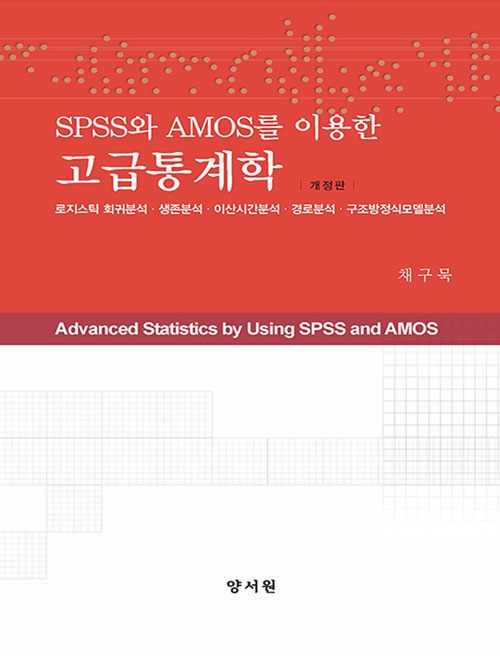 SPSS와 AMOS를 이용한
고급통계학 | 개정판 |
로지스틱 회귀분석 · 생존분석 · 이산시간분석 · 경로분석 · 구조방정식모델분석
채구묵
Advanced Statistics by Using SPSS and AMOS
양서원